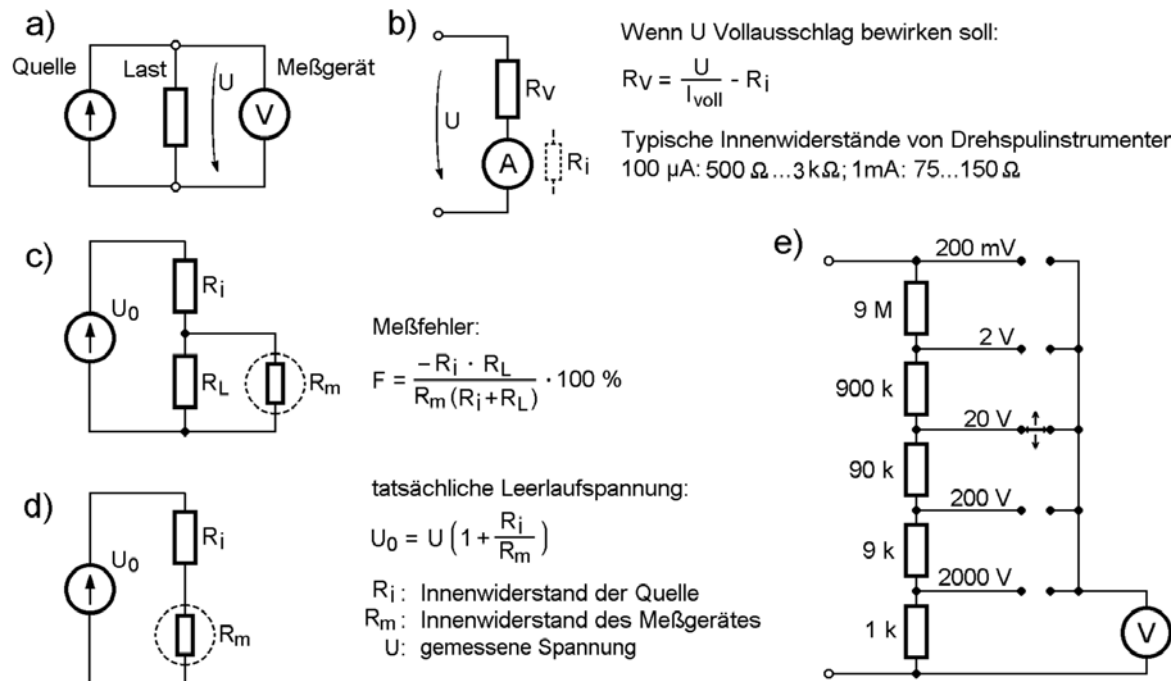 a)
Quelle
Last
U
Meßgerät
V
b)
RV
U
A
Ri
Wenn U Vollausschlag bewirken soll:
RV = U / Ivoll - Ri
Typische Innenwiderstände von Drehspulinstrumenten
100 µA: 500 Ω...3 kΩ; 1mA: 75...150 Ω
c)
U0
Ri
RL
Rm
Meßfehler:
F = -Ri · RL / Rm (Ri+RL) · 100 %
d)
U0
Ri
Rm
tatsächliche Leerlaufspannung:
U0 = U (1 + Ri / Rm)
Ri: Innenwiderstand der Quelle
Rm: Innenwiderstand des Meßgerätes
U: gemessene Spannung
e)
200 mV
9 M
2 V
900 k
20 V
90 k
200 V
9 k
2000 V
1 k
V